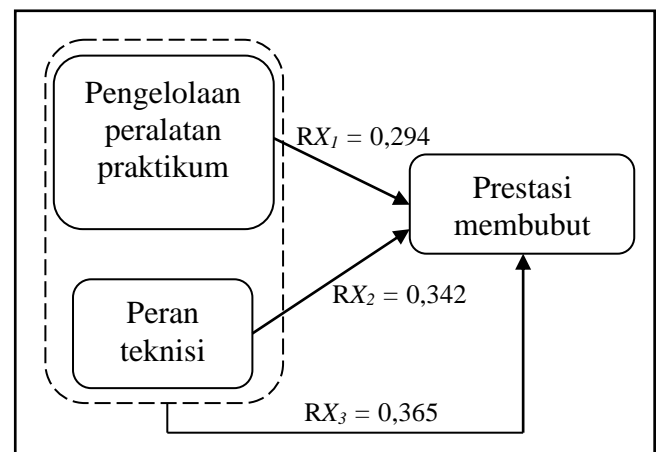 Pengelolaan
peralatan
praktikum
RX1 = 0,294
Prestasi
membubut
Peran
teknisi
RX2 = 0,342
RX3 = 0,365